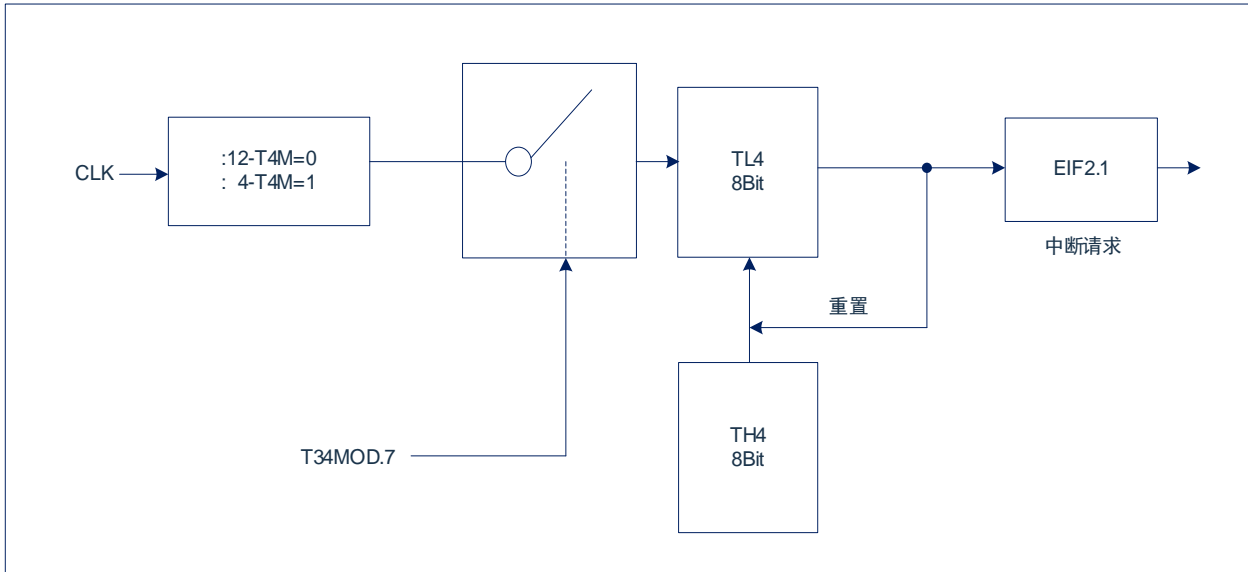 CLK
:12-T4M=0
: 4-T4M=1
TL4
8Bit
EIF2.1
中断请求
重置
TH4
8Bit
T34MOD.7